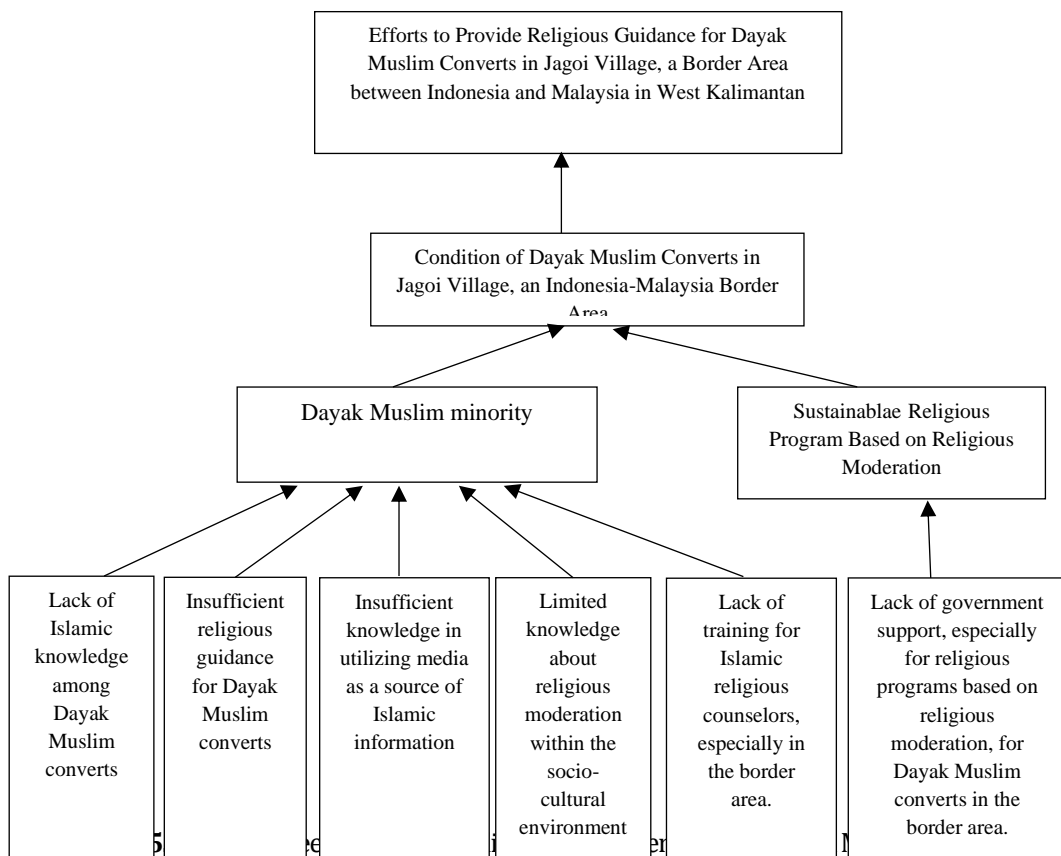 Efforts to Provide Religious Guidance for Dayak
Muslim Converts in Jagoi Village, a Border Area
between Indonesia and Malaysia in West Kalimantan
Condition of Dayak Muslim Converts in
Jagoi Village, an Indonesia-Malaysia Border
Area
Dayak Muslim minority
Sustainablae Religious
Program Based on Religious
Moderation
Lack of
Islamic
knowledge
among
Dayak
Muslim
converts
Insufficient
religious
guidance
for Dayak
Muslim
converts
Insufficient
knowledge in
utilizing media
as a source of
Islamic
information
Limited
knowledge
about
religious
moderation
within the
socio-
cultural
environment
Lack of
training for
Islamic
religious
counselors,
especially in
the border
area.
Lack of government
support, especially
for religious
programs based on
religious
moderation, for
Dayak Muslim
converts in the
border area.